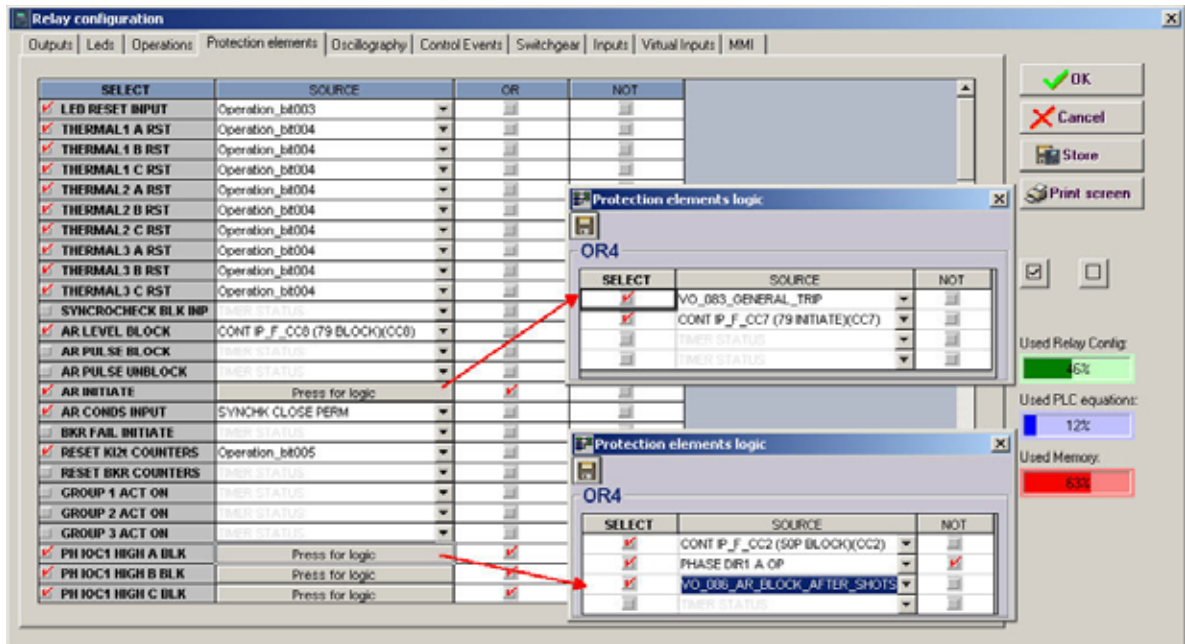 Relay configuration
Outputs Leds Operations Protection elements Oscillography Control Events Switchgear Inputs Virtual Inputs MMI
SELECT SOURCE OR NOT
LED RESET INPUT Operation_bit003
THERMAL1 A RST Operation_bit004
THERMAL1 B RST Operation_bit004
THERMAL1 C RST Operation_bit004
THERMAL2 A RST Operation_bit004
THERMAL2 B RST Operation_bit004
THERMAL2 C RST Operation_bit004
THERMAL3 A RST Operation_bit004
THERMAL3 B RST Operation_bit004
THERMAL3 C RST Operation_bit004
SYNCROCHECK BLK INP TIMER STATUS
AR LEVEL BLOCK CONT IP_F_CC8 (79 BLOCK)(CC8)
AR PULSE BLOCK TIMER STATUS
AR PULSE UNBLOCK TIMER STATUS
AR INITIATE Press for logic
AR CONDS INPUT SYNCHK CLOSE PERM
BKR FAIL INITIATE TIMER STATUS
RESET KI2t COUNTERS Operation_bit005
RESET BKR COUNTERS TIMER STATUS
GROUP 1 ACT ON TIMER STATUS
GROUP 2 ACT ON TIMER STATUS
GROUP 3 ACT ON TIMER STATUS
PH IOC1 HIGH A BLK Press for logic
PH IOC1 HIGH B BLK Press for logic
PH IOC1 HIGH C BLK Press for logic
Protection elements logic
OR4
SELECT SOURCE NOT
VO_083_GENERAL_TRIP
CONT IP_F_CC7 (79 INITIATE)(CC7)
TIMER STATUS
TIMER STATUS
Protection elements logic
OR4
SELECT SOURCE NOT
CONT IP_F_CC2 (50P BLOCK)(CC2)
PHASE DIR1 A OP
VO_086_AR_BLOCK_AFTER_SHOTS
TIMER STATUS
OK
Cancel
Store
Print screen
Used Relay Config:
46%
Used PLC equations:
12%
Used Memory:
63%